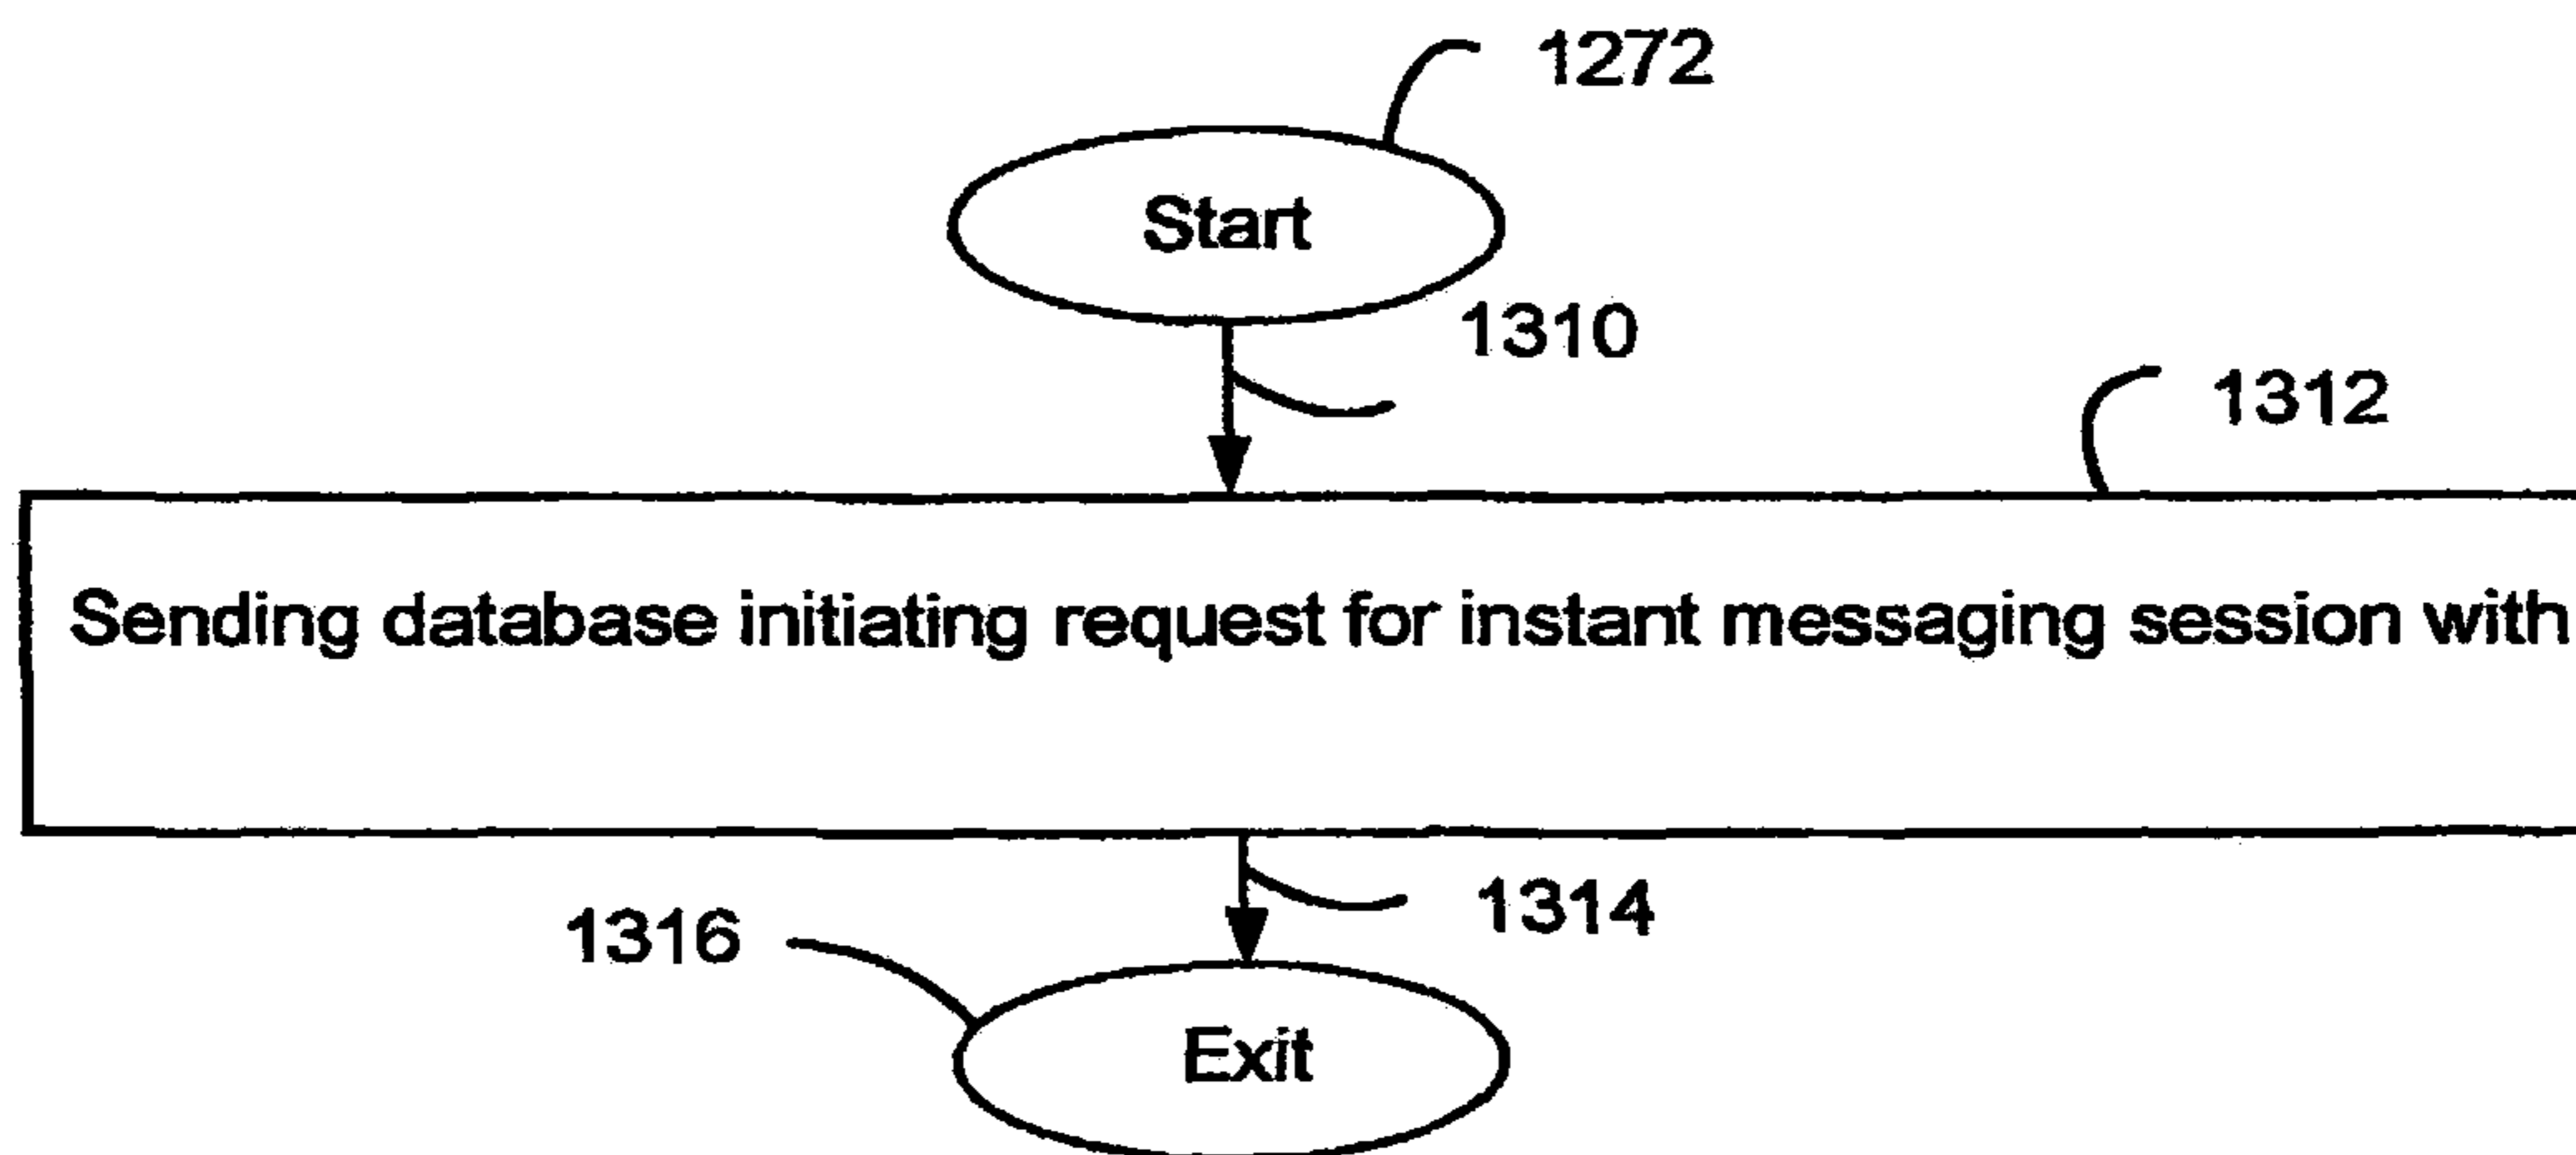 1272
Start
1310
1312
Sending database initiating request for instant messaging session with
1314
1316
Exit